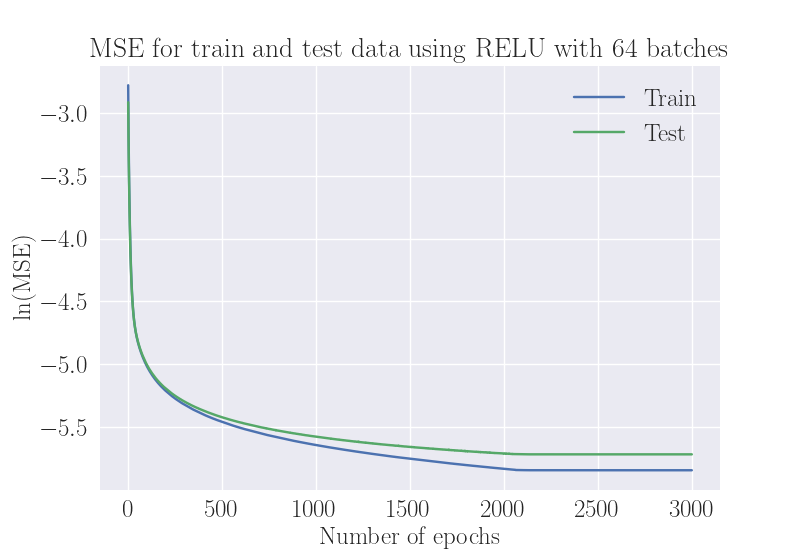 MSE for train and test data using RELU with 64 batches
Train
Test
ln(MSE)
−3.0
−3.5
−4.0
−4.5
−5.0
−5.5
0 500 1000 1500 2000 2500 3000
Number of epochs